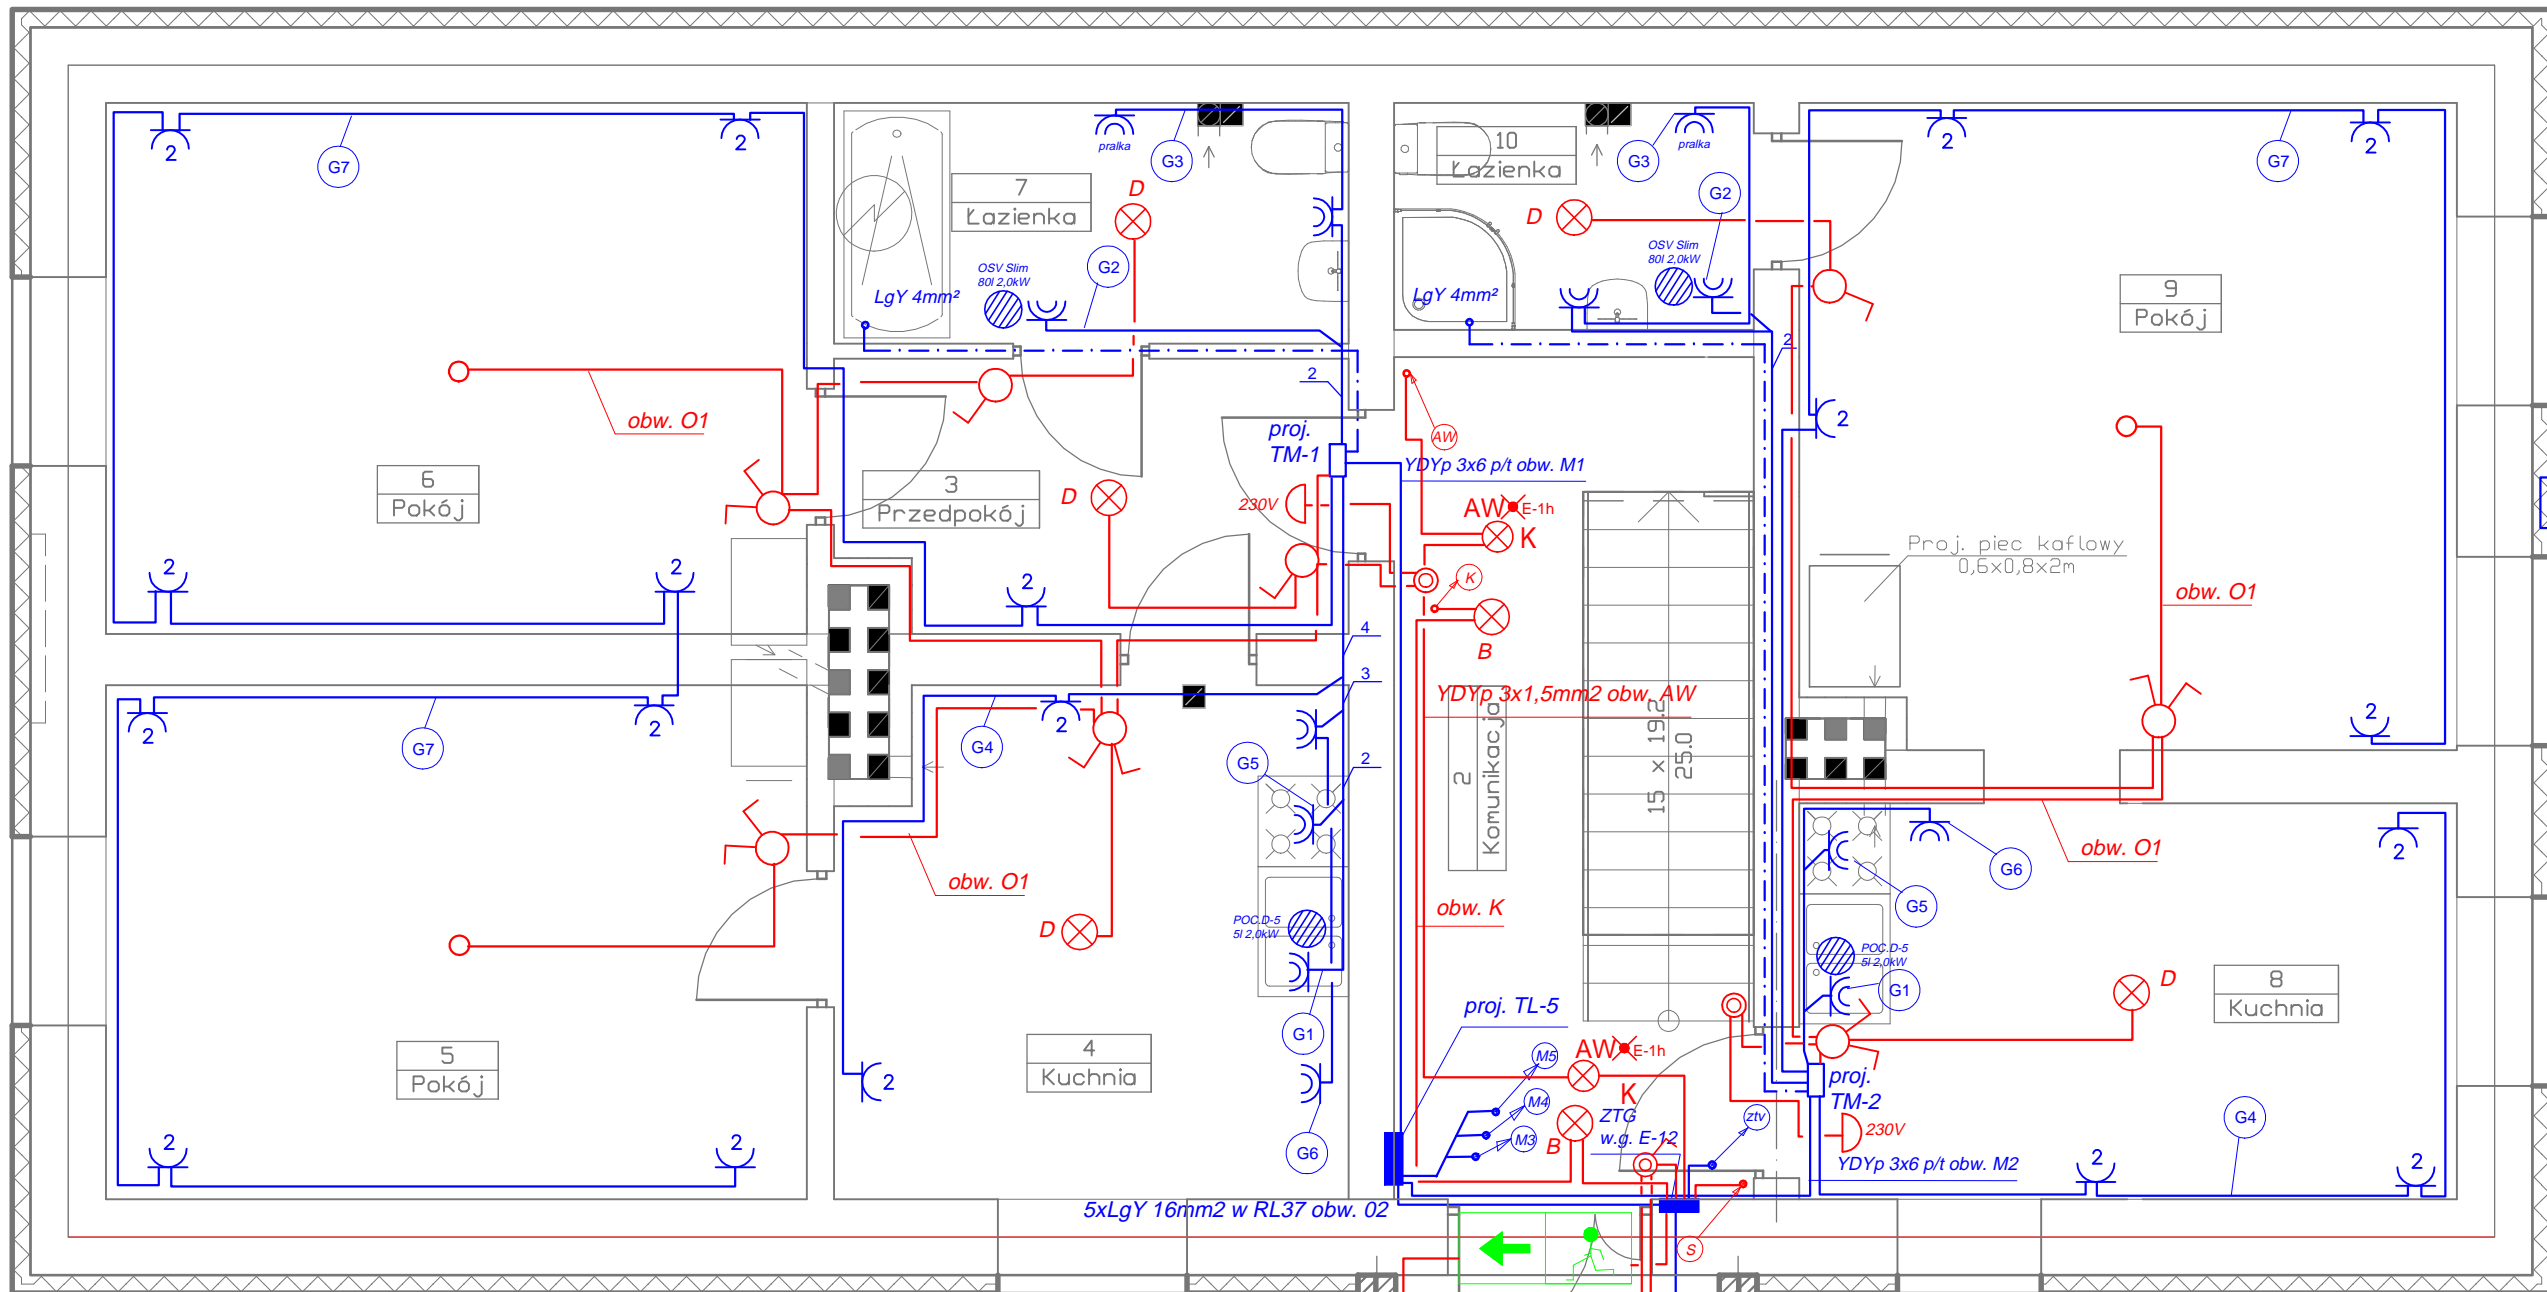 2
G7
2
pralka
G3
7
Łazienka
D
OSV Slim
80l 2,0kW
G2
LgY 4mm²
10
Łazienka
G3
pralka
G2
D
OSV Slim
80l 2,0kW
LgY 4mm²
2
G7
2
9
Pokój
2
2
2
obw. O1
6
Pokój
3
Przedpokój
D
proj.
TM-1
230V
AW
YDYp 3x6 p/t obw. M1
AW
E-1h
K
K
B
Proj. piec kaflowy
0,6x0,8x2m
obw. O1
2
2
2
4
3
2
YDYp 3x1,5mm2 obw. AW
2
Komunikacja
15 x 19.2
25.0
2
2
G7
2
G4
2
G5
obw. O1
D
POC.D-5
5l 2,0kW
G1
obw. K
obw. O1
G6
G5
2
POC.D-5
5l 2,0kW
G1
D
8
Kuchnia
5
Pokój
4
Kuchnia
2
G6
proj. TL-5
M5
M4
M3
AW
E-1h
K
B
ZTG
w.g. E-12
ztv
proj.
TM-2
230V
YDYp 3x6 p/t obw. M2
G4
2
2
2
2
5xLgY 16mm2 w RL37 obw. 02
S